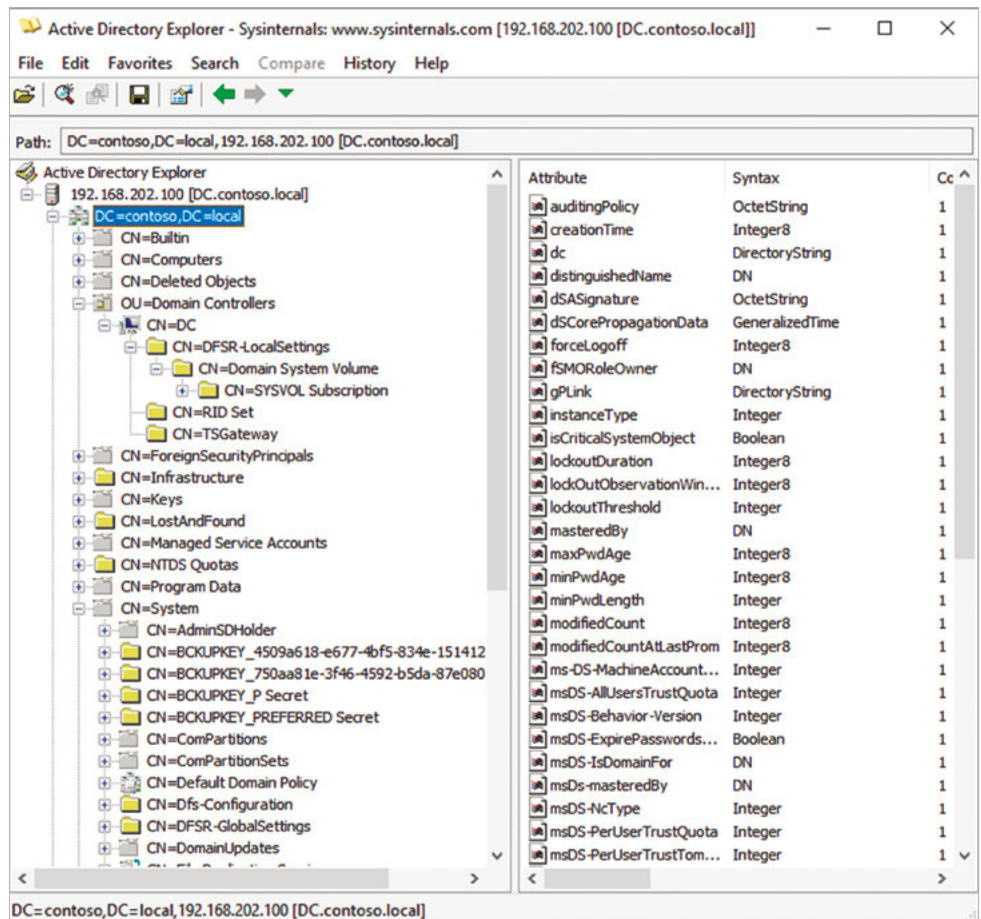 Active Directory Explorer - Sysinternals: www.sysinternals.com [192.168.202.100 [DC.contoso.local]]
File Edit Favorites Search Compare History Help
Path: DC=contoso,DC=local,192.168.202.100 [DC.contoso.local]
Active Directory Explorer
192.168.202.100 [DC.contoso.local]
DC=contoso,DC=local
CN=Builtin
CN=Computers
CN=Deleted Objects
OU=Domain Controllers
CN=DC
CN=DFSR-LocalSettings
CN=Domain System Volume
CN=SYSVOL Subscription
CN=RID Set
CN=TSGateway
CN=ForeignSecurityPrincipals
CN=Infrastructure
CN=Keys
CN=LostAndFound
CN=Managed Service Accounts
CN=NTDS Quotas
CN=Program Data
CN=System
CN=AdminSDHolder
CN=BCKUPKEY_4509a618-e677-4bf5-834e-151412
CN=BCKUPKEY_750aa81e-3f46-4592-b5da-87e080
CN=BCKUPKEY_P Secret
CN=BCKUPKEY_PREFERRED Secret
CN=ComPartitions
CN=ComPartitionSets
CN=Default Domain Policy
CN=Dfs-Configuration
CN=DFSR-GlobalSettings
CN=DomainUpdates
Attribute Syntax Co
auditingPolicy OctetString 1
creationTime Integer8 1
dc DirectoryString 1
distinguishedName DN 1
dSASignature OctetString 1
dSCorePropagationData GeneralizedTime 1
forceLogoff Integer8 1
fSMORoleOwner DN 1
gPLink DirectoryString 1
instanceType Integer 1
isCriticalSystemObject Boolean 1
lockoutDuration Integer8 1
lockOutObservationWin... Integer8 1
lockoutThreshold Integer 1
masteredBy DN 1
maxPwdAge Integer8 1
minPwdAge Integer8 1
minPwdLength Integer 1
modifiedCount Integer8 1
modifiedCountAtLastProm Integer8 1
ms-DS-MachineAccount... Integer 1
msDS-AllUsersTrustQuota Integer 1
msDS-Behavior-Version Integer 1
msDS-ExpirePasswords... Boolean 1
msDS-IsDomainFor DN 1
msDs-masteredBy DN 1
msDS-NcType Integer 1
msDS-PerUserTrustQuota Integer 1
msDS-PerUserTrustTom... Integer 1
DC=contoso,DC=local,192.168.202.100 [DC.contoso.local]